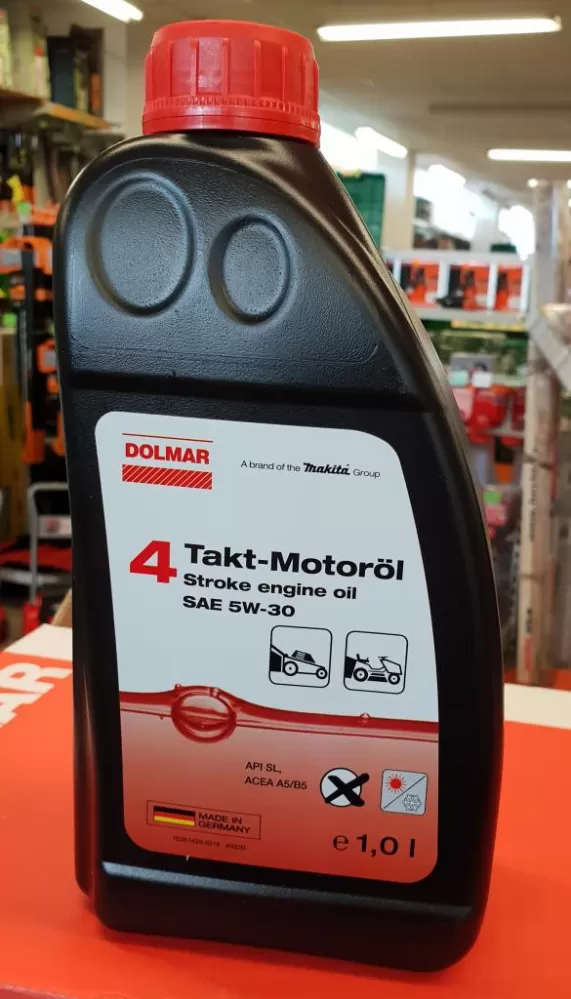 DOLMAR
A brand of the Makita Group
4 Takt-Motoröl
Stroke engine oil
SAE 5W-30
API SL,
ACEA A5/B5
MADE IN
GERMANY
e 1,0 l
AR